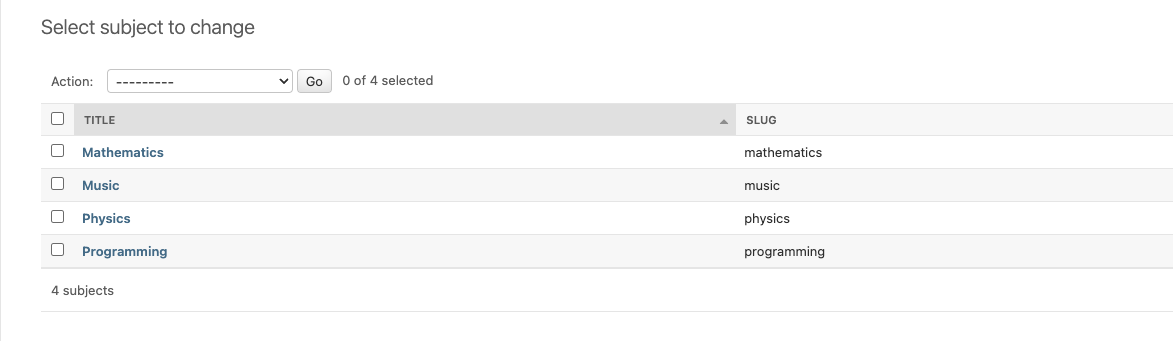 Select subject to change
Action: --------- Go 0 of 4 selected
TITLE SLUG
Mathematics mathematics
Music music
Physics physics
Programming programming
4 subjects